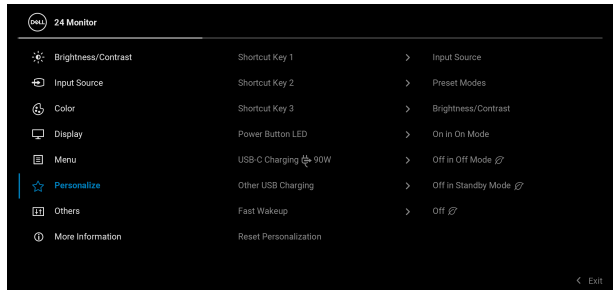 DELL 24 Monitor
Brightness/Contrast Shortcut Key 1 > Input Source
Input Source Shortcut Key 2 > Preset Modes
Color Shortcut Key 3 > Brightness/Contrast
Display Power Button LED > On in On Mode
Menu USB-C Charging 90W > Off in Off Mode
Personalize Other USB Charging > Off in Standby Mode
Others Fast Wakeup > Off
More Information Reset Personalization
< Exit